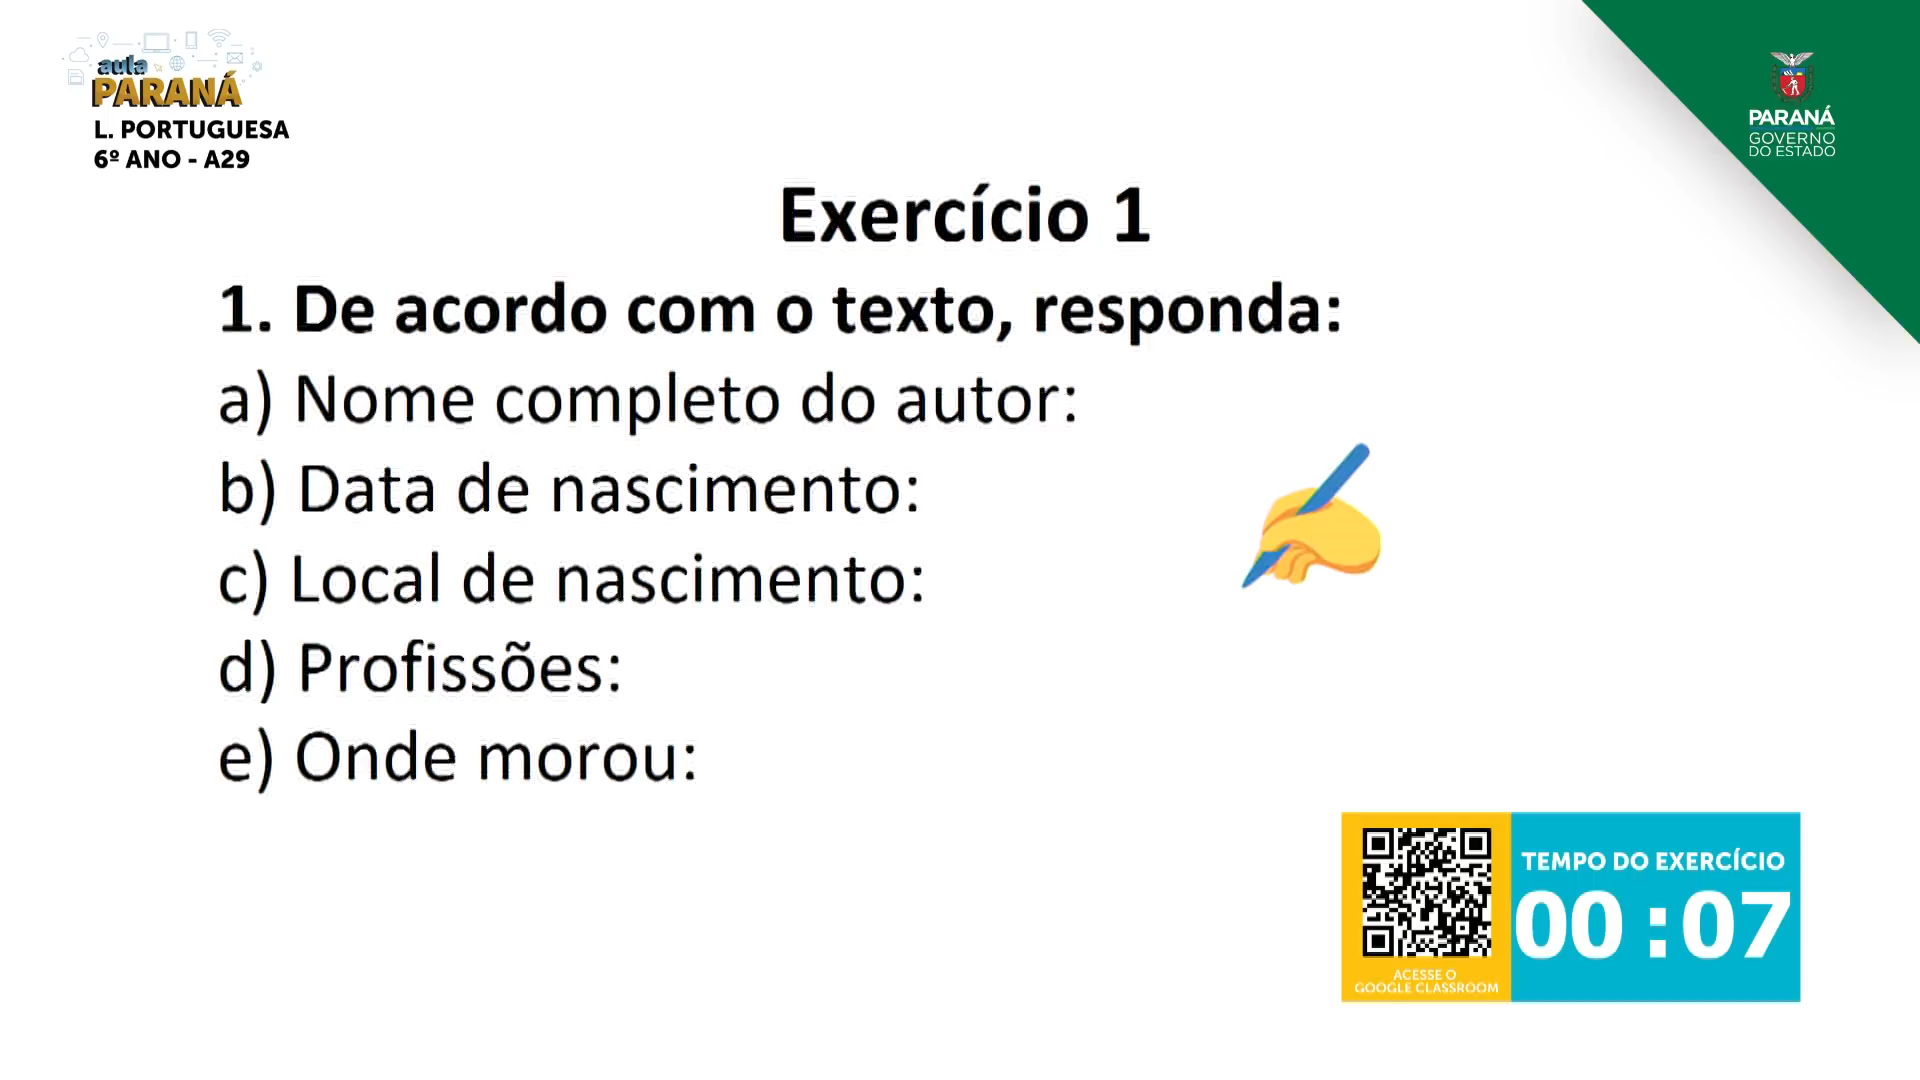 aula
PARANÁ
L. PORTUGUESA
6º ANO - A29
PARANÁ
GOVERNO
DO ESTADO
Exercício 1
1. De acordo com o texto, responda:
a) Nome completo do autor:
b) Data de nascimento:
c) Local de nascimento:
d) Profissões:
e) Onde morou:
TEMPO DO EXERCÍCIO
00:07
ACESSE O
GOOGLE CLASSROOM